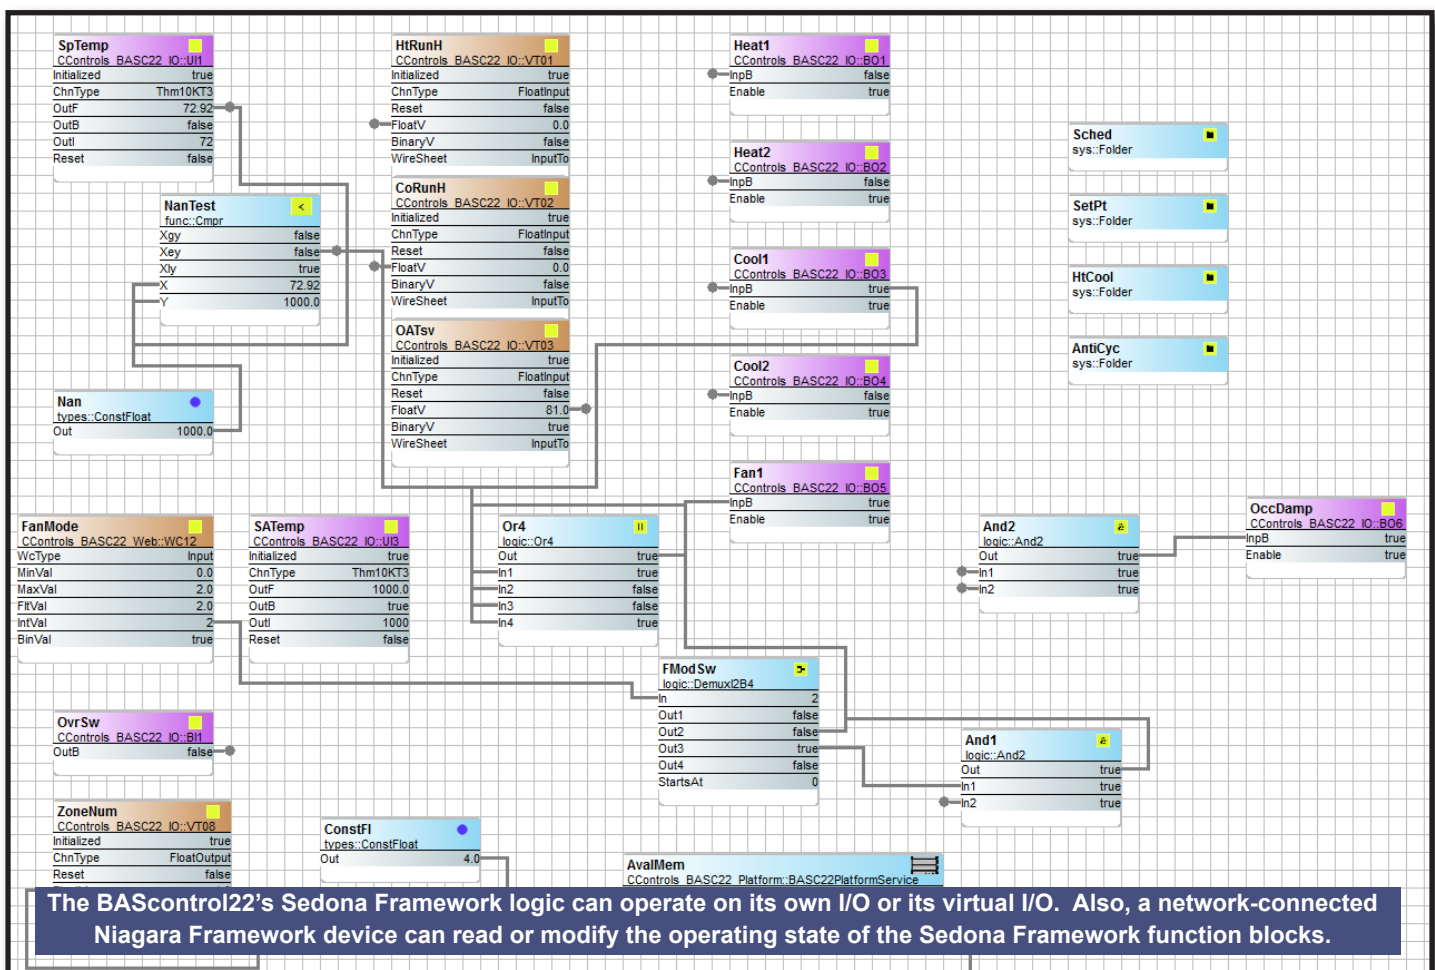 SpTemp
CControls_BASC22_IO::UI1
Initialized true
ChnType Thm10KT3
OutF 72.92
OutB false
OutI 72
Reset false
HtRunH
CControls_BASC22_IO::VT01
Initialized true
ChnType FloatInput
Reset false
FloatV 0.0
BinaryV false
WireSheet InputTo
Heat1
CControls_BASC22_IO::BO1
InpB false
Enable true
Heat2
CControls_BASC22_IO::BO2
InpB false
Enable true
Sched
sys::Folder
SetPt
sys::Folder
HtCool
sys::Folder
AntiCyc
sys::Folder
NanTest
func::Cmpr
Xgy false
Xey false
Xly true
X 72.92
Y 1000.0
CoRunH
CControls_BASC22_IO::VT02
Initialized true
ChnType FloatInput
Reset false
FloatV 0.0
BinaryV false
WireSheet InputTo
Cool1
CControls_BASC22_IO::BO3
InpB true
Enable true
OATsv
CControls_BASC22_IO::VT03
Initialized true
ChnType FloatInput
Reset false
FloatV 81.0
BinaryV true
WireSheet InputTo
Cool2
CControls_BASC22_IO::BO4
InpB false
Enable true
Nan
types::ConstFloat
Out 1000.0
Fan1
CControls_BASC22_IO::BO5
InpB true
Enable true
FanMode
CControls_BASC22_Web::WC12
WcType Input
MinVal 0.0
MaxVal 2.0
FltVal 2.0
IntVal 2
BinVal true
SATemp
CControls_BASC22_IO::UI3
Initialized true
ChnType Thm10KT3
OutF 1000.0
OutB true
OutI 1000
Reset false
Or4
logic::Or4
Out true
In1 true
In2 false
In3 false
In4 true
And2
logic::And2
Out true
In1 true
In2 true
OccDamp
CControls_BASC22_IO::BO6
InpB true
Enable true
FModSw
logic::DemuxI2B4
In 2
Out1 false
Out2 false
Out3 true
Out4 false
StartsAt 0
OvrSw
CControls_BASC22_IO::BI1
OutB false
And1
logic::And2
Out true
In1 true
In2 true
ZoneNum
CControls_BASC22_IO::VT08
Initialized true
ChnType FloatOutput
Reset false
ConstFl
types::ConstFloat
Out 4.0
AvalMem
CControls_BASC22_Platform::BASC22PlatformService
The BAScontrol22's Sedona Framework logic can operate on its own I/O or its virtual I/O. Also, a network-connected
Niagara Framework device can read or modify the operating state of the Sedona Framework function blocks.